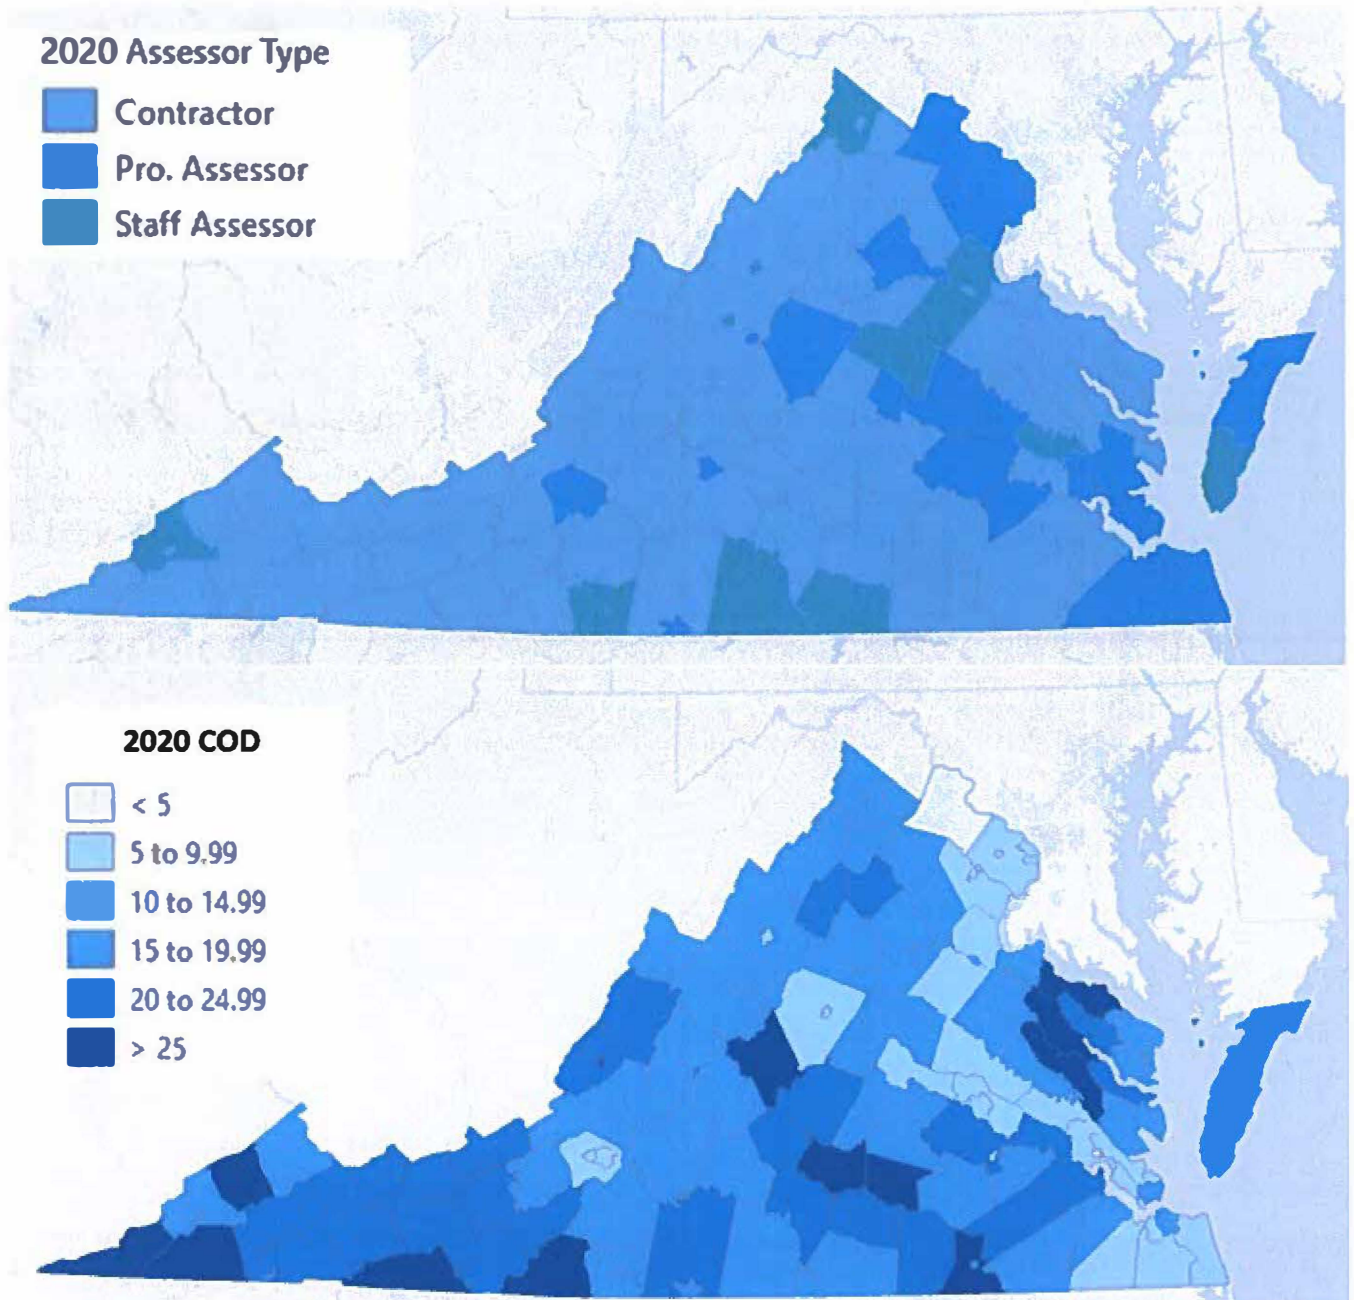 2020 Assessor Type
Contractor
Pro. Assessor
Staff Assessor
2020 COD
< 5
5 to 9.99
10 to 14.99
15 to 19.99
20 to 24.99
> 25